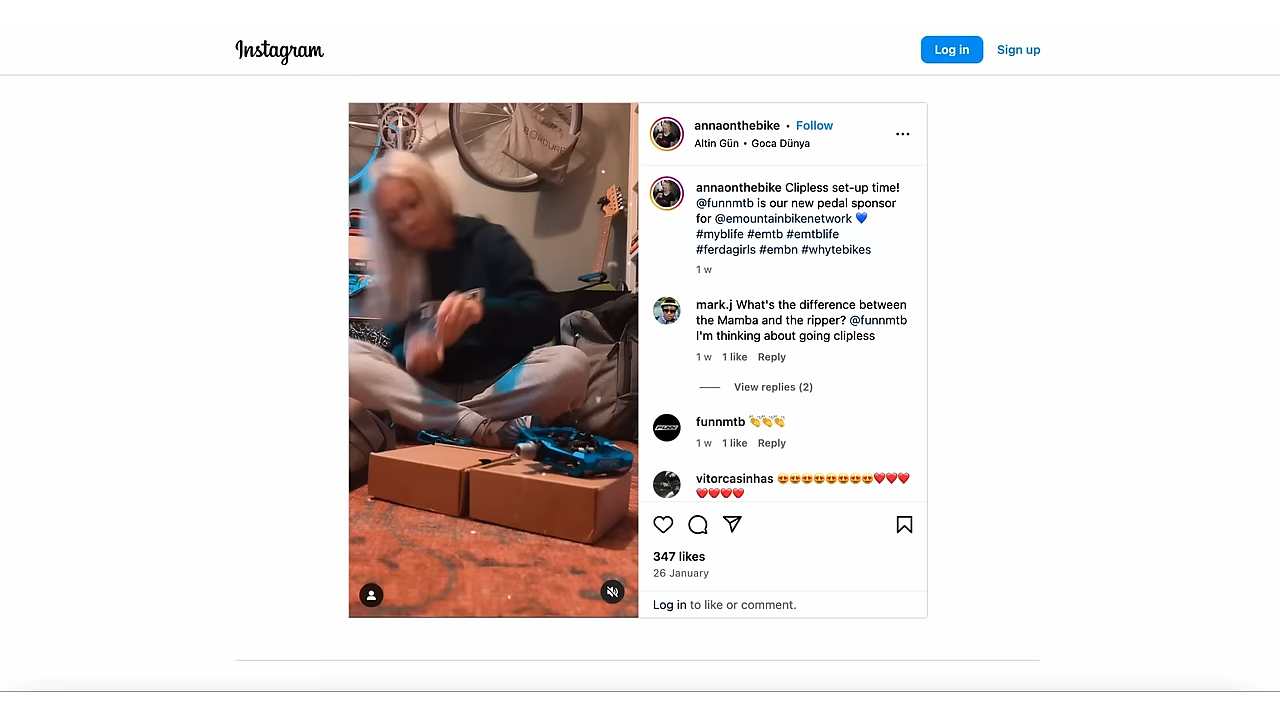 Instagram
Log in
Sign up
annaonthebike • Follow
Altin Gün • Goca Dünya
annaonthebike Clipless set-up time!
@funnmtb is our new pedal sponsor
for @emountainbikenetwork 💙
#myblife #emtb #emtblife
#ferdagirls #embn #whytebikes
1 w
mark.j What's the difference between
the Mamba and the ripper? @funnmtb
I'm thinking about going clipless
1 w 1 like Reply
View replies (2)
funnmtb 👏👏👏
1 w 1 like Reply
vitorcasinhas 😍😍😍😍😍😍😍😍❤️❤️❤️
❤️❤️❤️❤️
347 likes
26 January
Log in to like or comment.